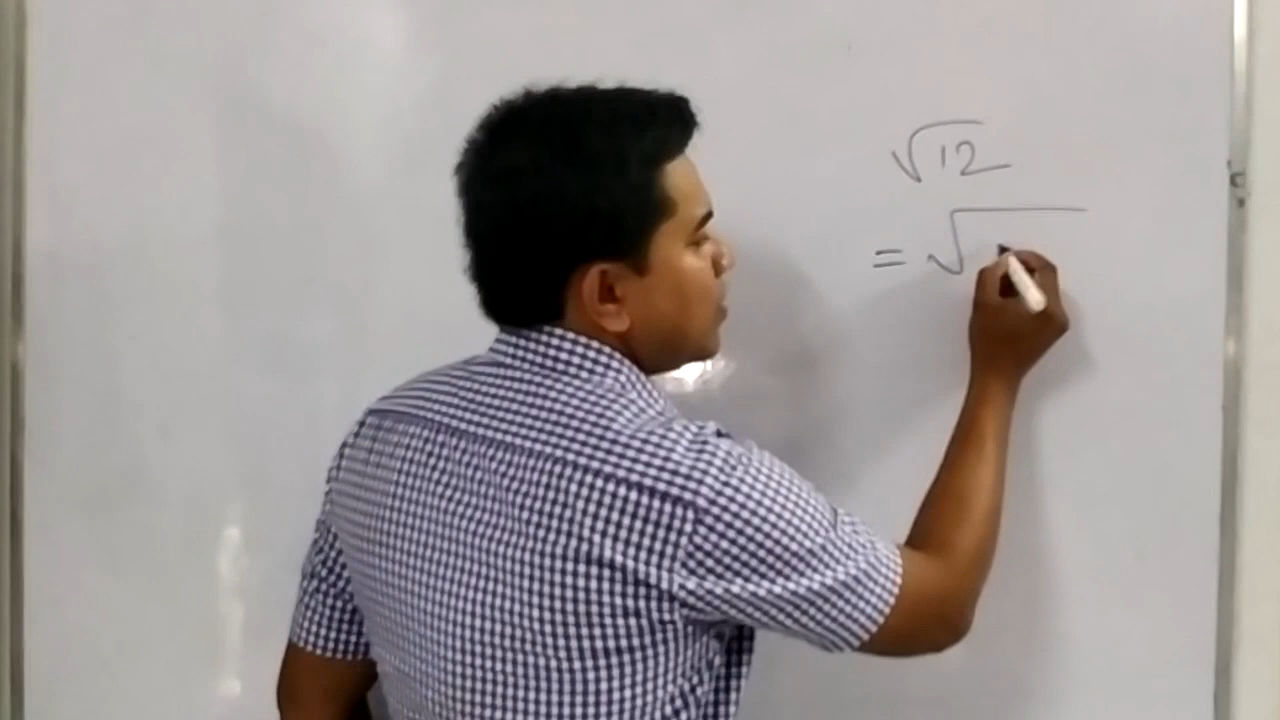 √12
= √